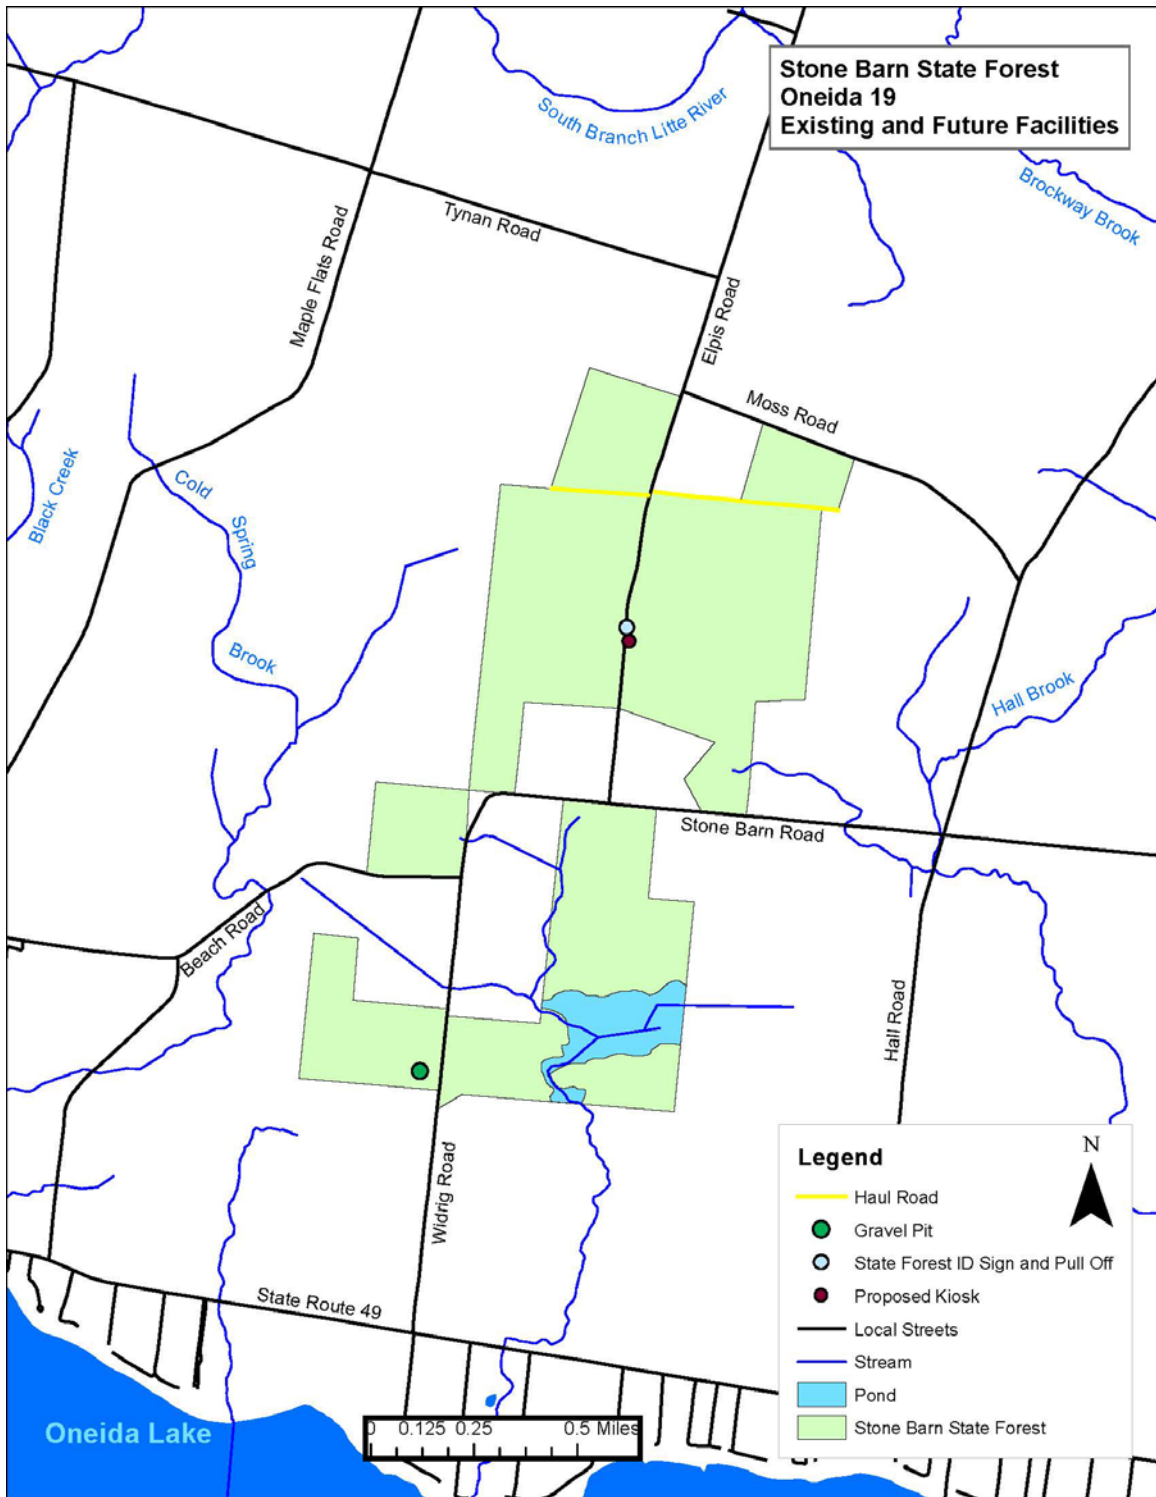 Stone Barn State Forest
Oneida 19
Existing and Future Facilities
South Branch Litte River
Brockway Brook
Tynan Road
Maple Flats Road
Elpis Road
Moss Road
Black Creek
Cold
Spring
Brook
Hall Brook
Stone Barn Road
Beach Road
Hall Road
Widrig Road
State Route 49
Oneida Lake
0 0.125 0.25 0.5 Miles
N
Legend
Haul Road
Gravel Pit
State Forest ID Sign and Pull Off
Proposed Kiosk
Local Streets
Stream
Pond
Stone Barn State Forest